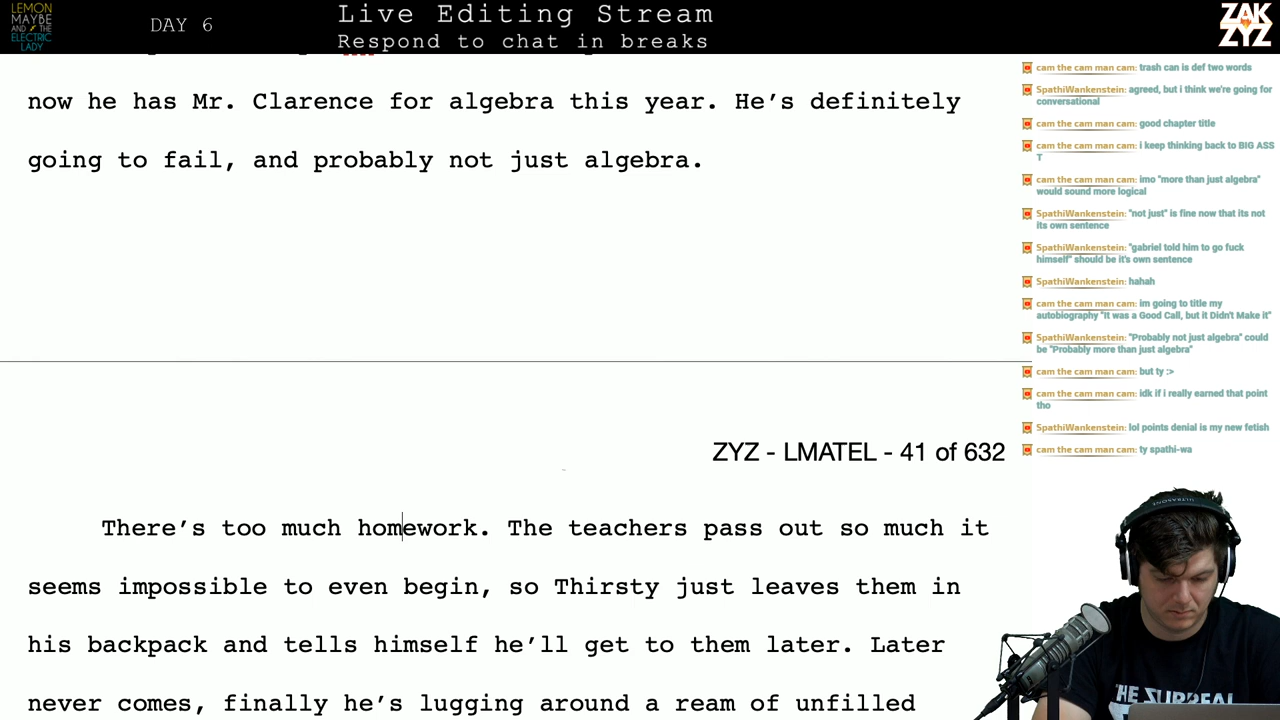 LEMON
MAYBE
AND THE
ELECTRIC
LADY
DAY 6
Live Editing Stream
Respond to chat in breaks
ZAK
ZYZ
now he has Mr. Clarence for algebra this year. He’s definitely
going to fail, and probably not just algebra.
ZYZ - LMATEL - 41 of 632
There’s too much homework. The teachers pass out so much it
seems impossible to even begin, so Thirsty just leaves them in
his backpack and tells himself he’ll get to them later. Later
never comes, finally he’s lugging around a ream of unfilled
cam the cam man cam: trash can is def two words
SpathiWankenstein: agreed, but i think we're going for
conversational
cam the cam man cam: good chapter title
cam the cam man cam: i keep thinking back to BIG ASS
T
cam the cam man cam: imo "more than just algebra"
would sound more logical
SpathiWankenstein: "not just" is fine now that its not
its own sentence
SpathiWankenstein: "gabriel told him to go fuck
himself" should be it's own sentence
SpathiWankenstein: hahah
cam the cam man cam: im going to title my
autobiography "It was a Good Call, but it Didn't Make it"
SpathiWankenstein: "Probably not just algebra" could
be "Probably more than just algebra"
cam the cam man cam: but ty :>
cam the cam man cam: idk if i really earned that point
tho
SpathiWankenstein: lol points denial is my new fetish
cam the cam man cam: ty spathi-wa
ULTRASONE
THE SURREAL